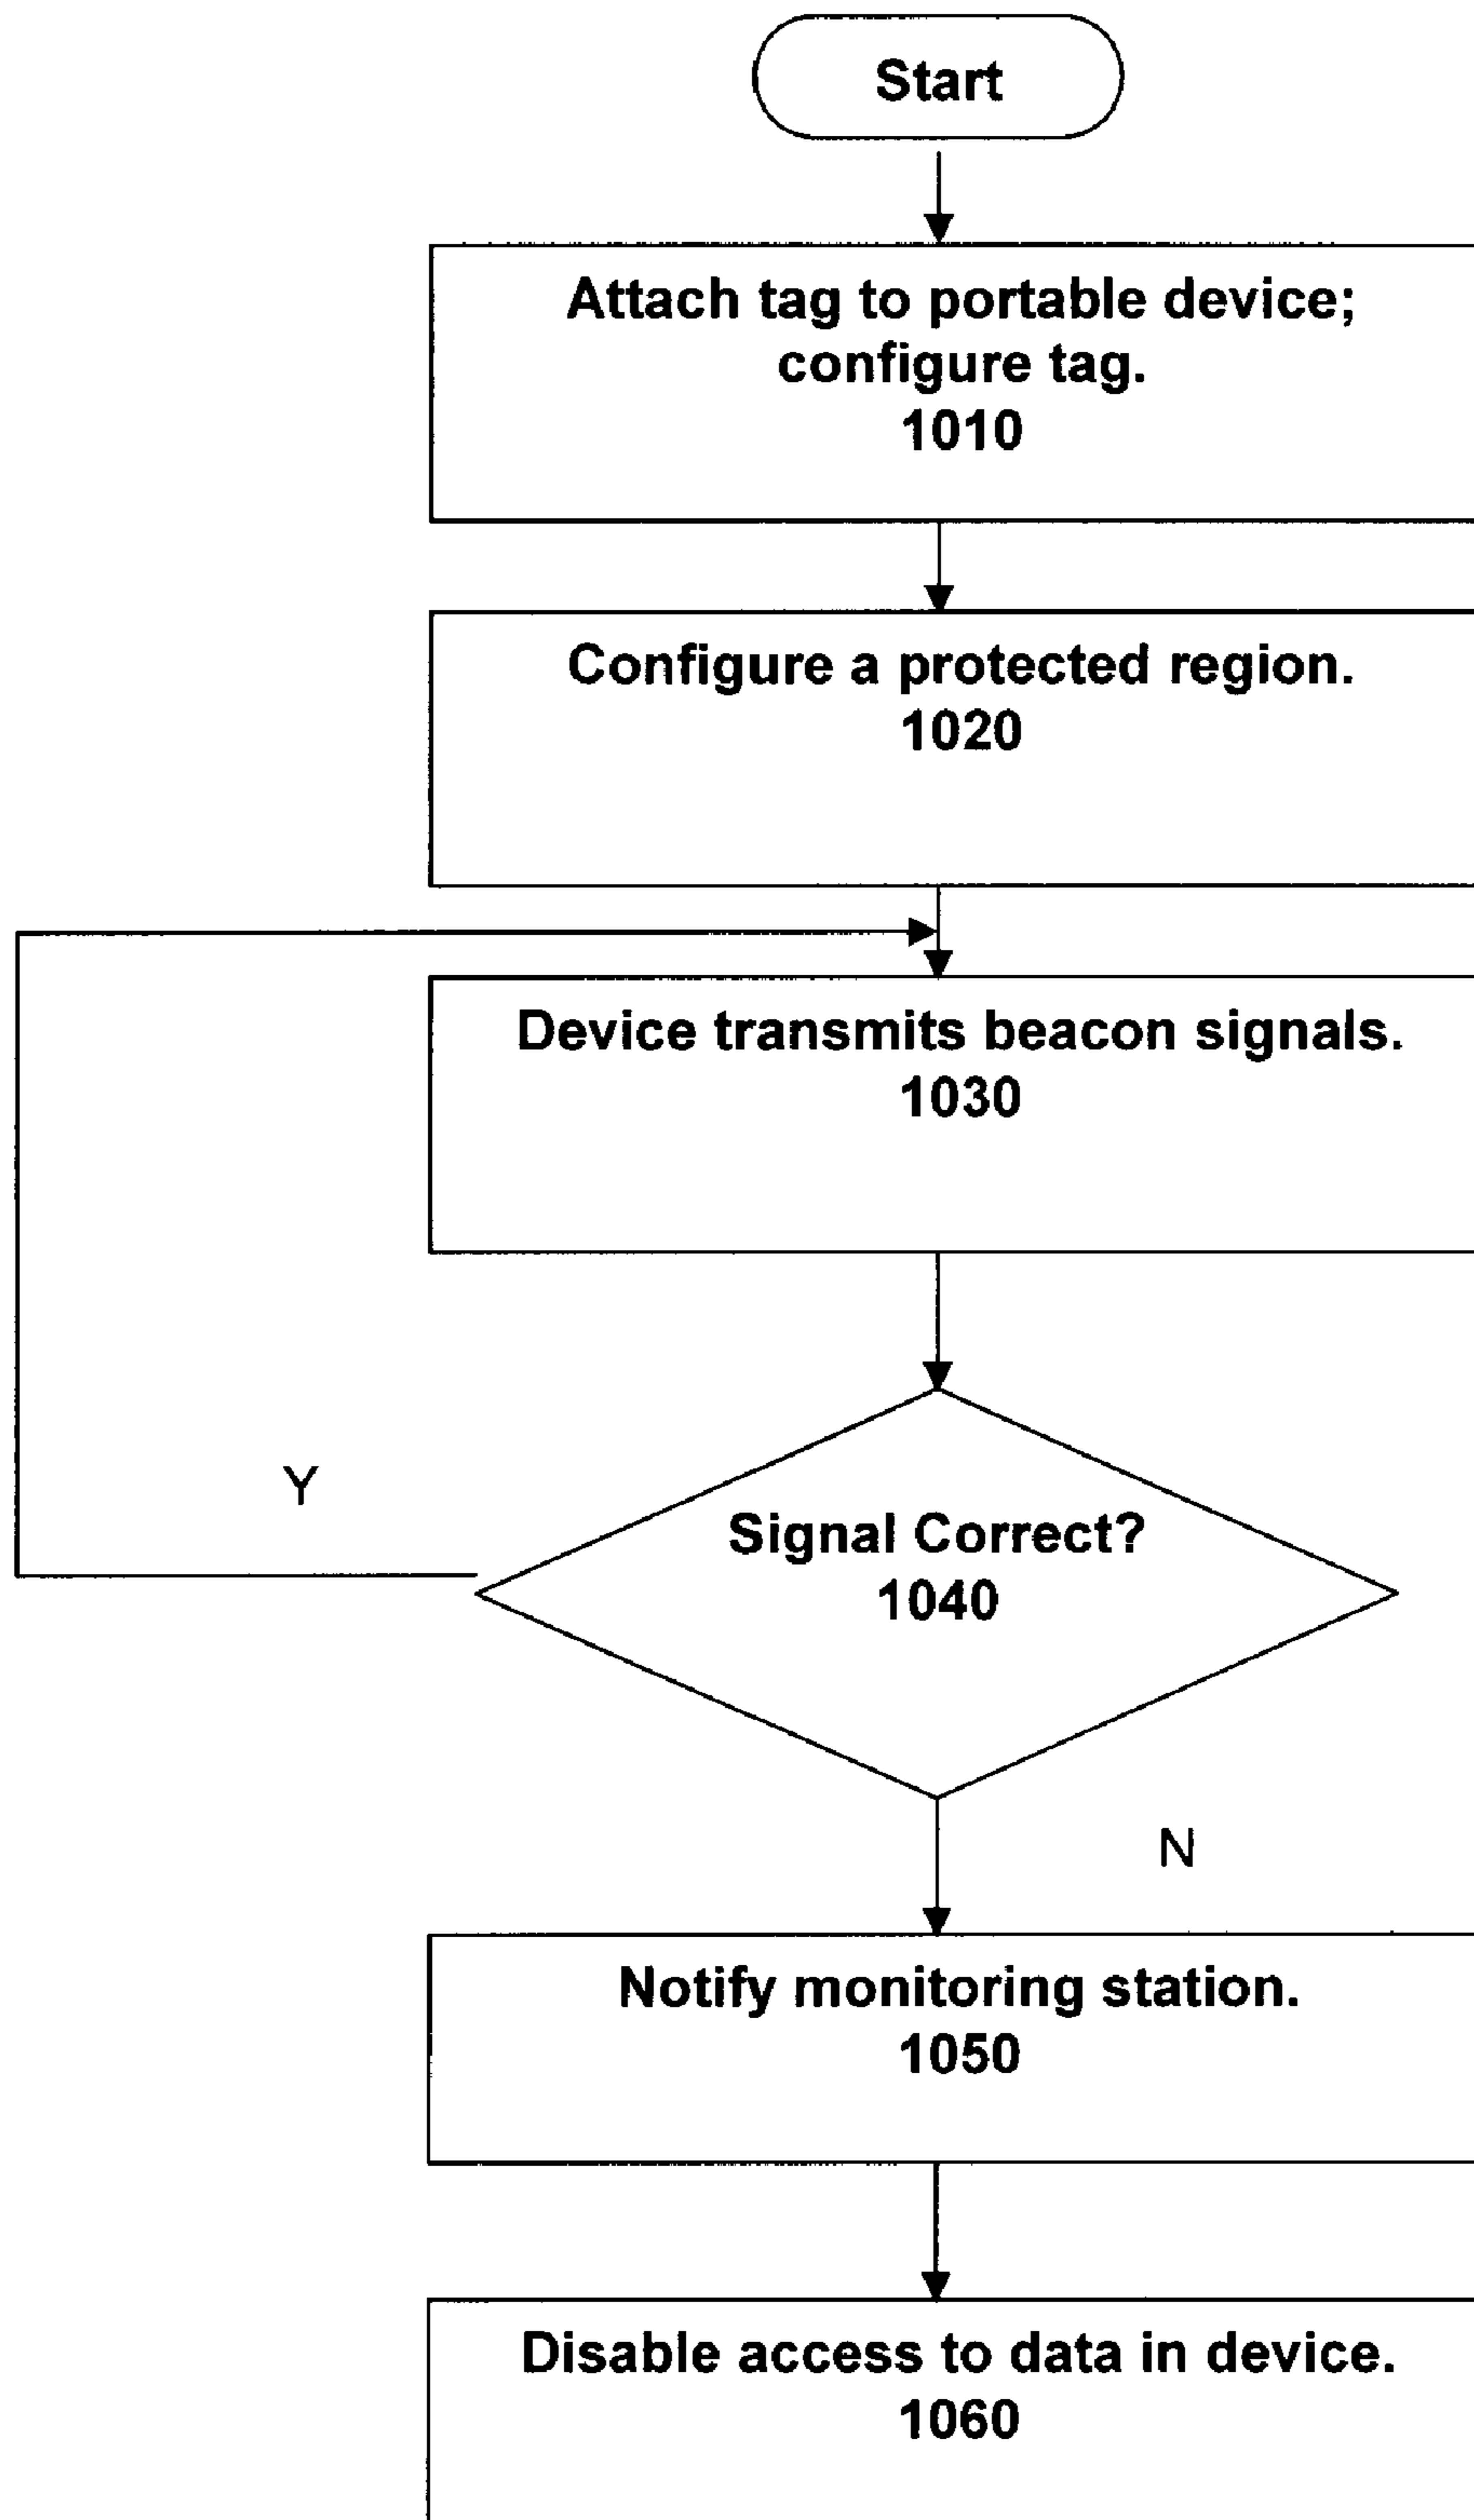 Start
Attach tag to portable device;
configure tag.
1010
Configure a protected region.
1020
Device transmits beacon signals.
1030
Y
Signal Correct?
1040
N
Notify monitoring station.
1050
Disable access to data in device.
1060